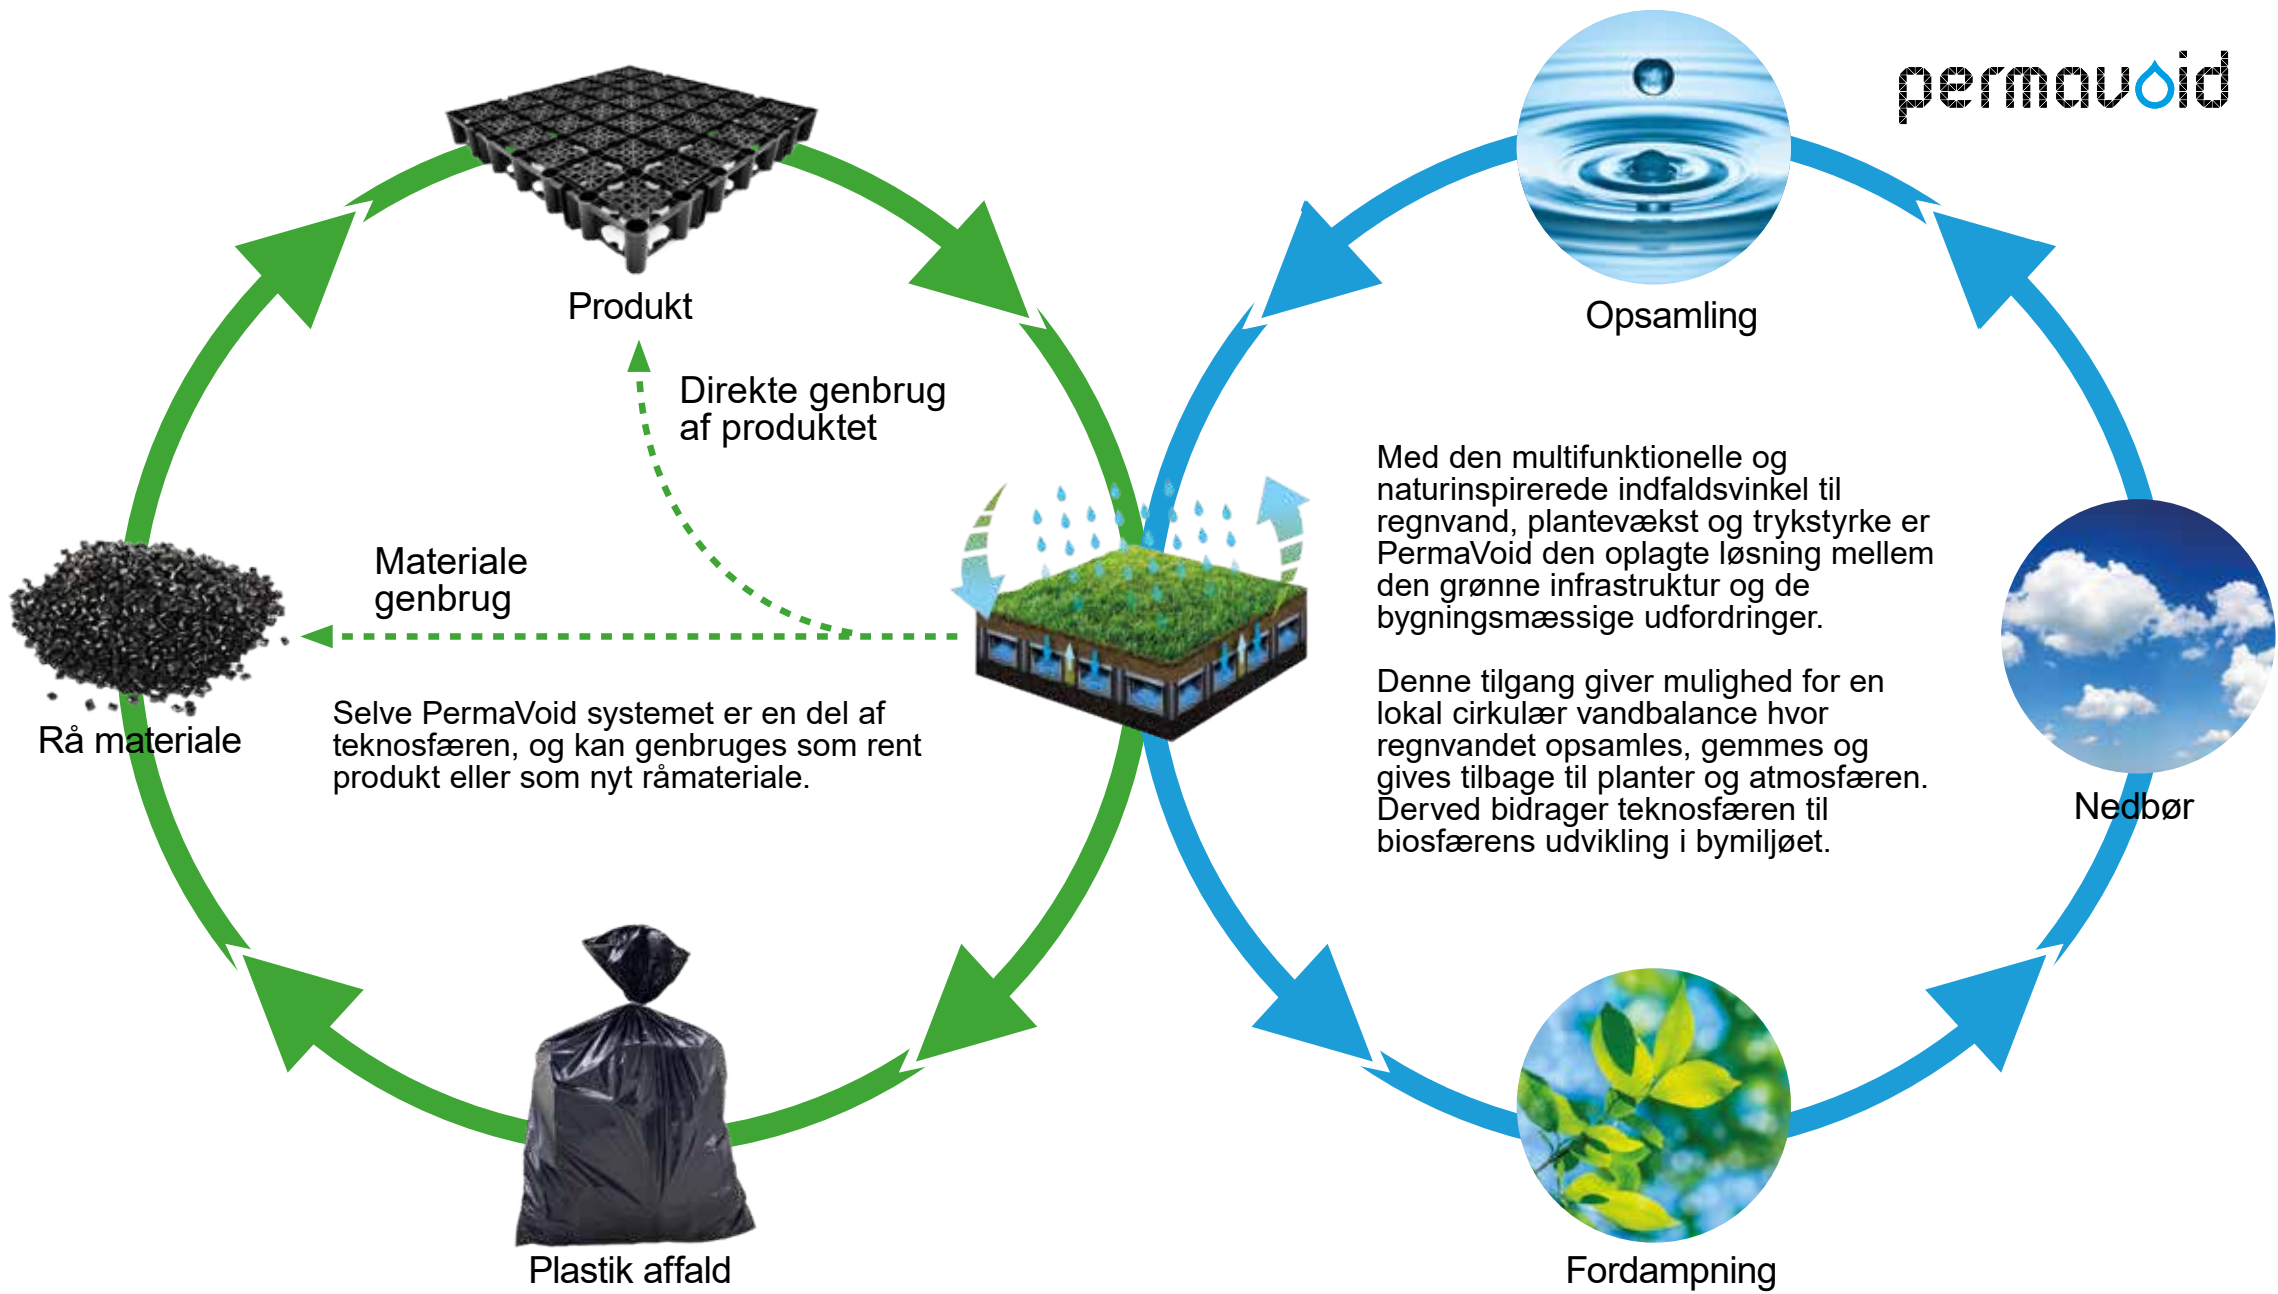 permavoid
Produkt
Opsamling
Direkte genbrug
af produktet
Materiale
genbrug
Rå materiale
Selve PermaVoid systemet er en del af
teknosfæren, og kan genbruges som rent
produkt eller som nyt råmateriale.
Med den multifunktionelle og
naturinspirerede indfaldsvinkel til
regnvand, plantevækst og trykstyrke er
PermaVoid den oplagte løsning mellem
den grønne infrastruktur og de
bygningsmæssige udfordringer.
Denne tilgang giver mulighed for en
lokal cirkulær vandbalance hvor
regnvandet opsamles, gemmes og
gives tilbage til planter og atmosfæren.
Derved bidrager teknosfæren til
biosfærens udvikling i bymiljøet.
Nedbør
Plastik affald
Fordampning